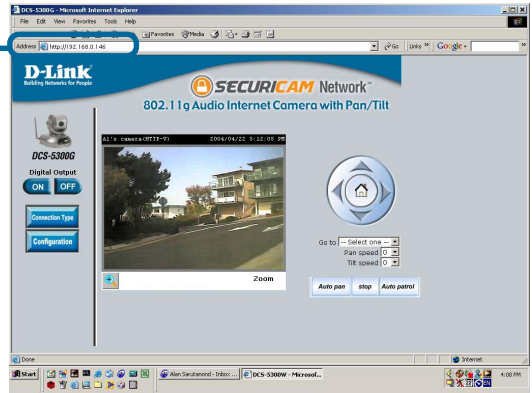 DCS-5300G - Microsoft Internet Explorer
File Edit View Favorites Tools Help
Favorites Media
Address http://192.168.0.146 Go Links » Google »
D-Link
Building Networks for People
SECURICAM Network™
802.11g Audio Internet Camera with Pan/Tilt
DCS-5300G
Digital Output
ON OFF
Connection Type
Configuration
Al's camera(HTTP-V) 2004/04/22 3:12:05 PM
Zoom
Go to -- Select one --
Pan speed 0
Tilt speed 0
Auto pan stop Auto patrol
Done Internet
Start Alan Sarutanond - Inbox ... DCS-5300W - Microsof... EN 4:08 PM